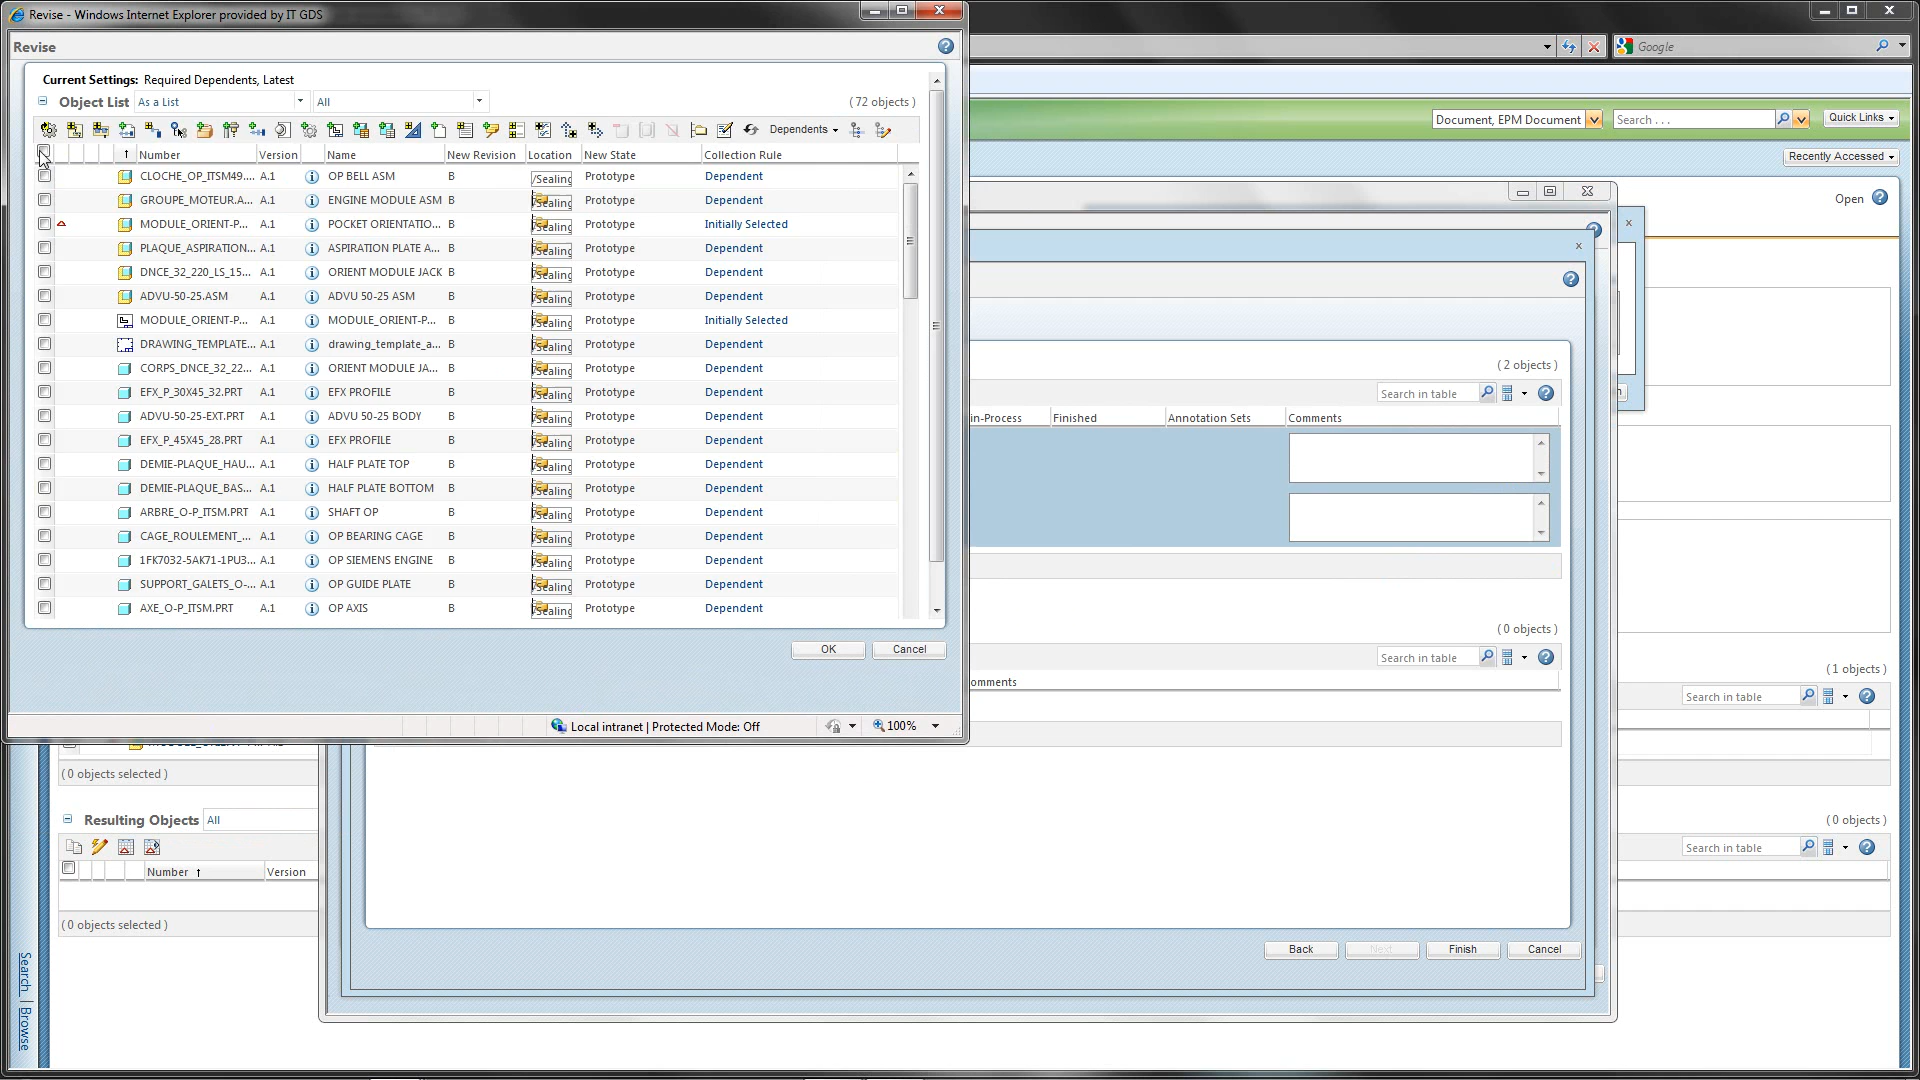 Revise - Windows Internet Explorer provided by IT GDS
Google
Revise
Current Settings: Required Dependents, Latest
Object List As a List All (72 objects)
Dependents
Number Version Name New Revision Location New State Collection Rule
CLOCHE_OP_ITSM49.... A.1 OP BELL ASM B /Sealing Prototype Dependent
GROUPE_MOTEUR.A... A.1 ENGINE MODULE ASM B /Sealing Prototype Dependent
MODULE_ORIENT-P... A.1 POCKET ORIENTATIO... B /Sealing Prototype Initially Selected
PLAQUE_ASPIRATION... A.1 ASPIRATION PLATE A... B /Sealing Prototype Dependent
DNCE_32_220_LS_15... A.1 ORIENT MODULE JACK B /Sealing Prototype Dependent
ADVU-50-25.ASM A.1 ADVU 50-25 ASM B /Sealing Prototype Dependent
MODULE_ORIENT-P... A.1 MODULE_ORIENT-P... B /Sealing Prototype Initially Selected
DRAWING_TEMPLATE... A.1 drawing_template_a... B /Sealing Prototype Dependent
CORPS_DNCE_32_22... A.1 ORIENT MODULE JA... B /Sealing Prototype Dependent
EFX_P_30X45_32.PRT A.1 EFX PROFILE B /Sealing Prototype Dependent
ADVU-50-25-EXT.PRT A.1 ADVU 50-25 BODY B /Sealing Prototype Dependent
EFX_P_45X45_28.PRT A.1 EFX PROFILE B /Sealing Prototype Dependent
DEMIE-PLAQUE_HAU... A.1 HALF PLATE TOP B /Sealing Prototype Dependent
DEMIE-PLAQUE_BAS... A.1 HALF PLATE BOTTOM B /Sealing Prototype Dependent
ARBRE_O-P_ITSM.PRT A.1 SHAFT OP B /Sealing Prototype Dependent
CAGE_ROULEMENT_... A.1 OP BEARING CAGE B /Sealing Prototype Dependent
1FK7032-5AK71-1PU3... A.1 OP SIEMENS ENGINE B /Sealing Prototype Dependent
SUPPORT_GALETS_O-... A.1 OP GUIDE PLATE B /Sealing Prototype Dependent
AXE_O-P_ITSM.PRT A.1 OP AXIS B /Sealing Prototype Dependent
OK Cancel
Local intranet | Protected Mode: Off 100%
Document, EPM Document Search . . . Quick Links
Recently Accessed
Open
(2 objects)
Search in table
in-Process Finished Annotation Sets Comments
(0 objects)
Search in table
omments
(1 objects)
Search in table
(0 objects selected)
Resulting Objects All (0 objects)
Search in table
Number Version
(0 objects selected)
Back Next Finish Cancel
Search | Browse